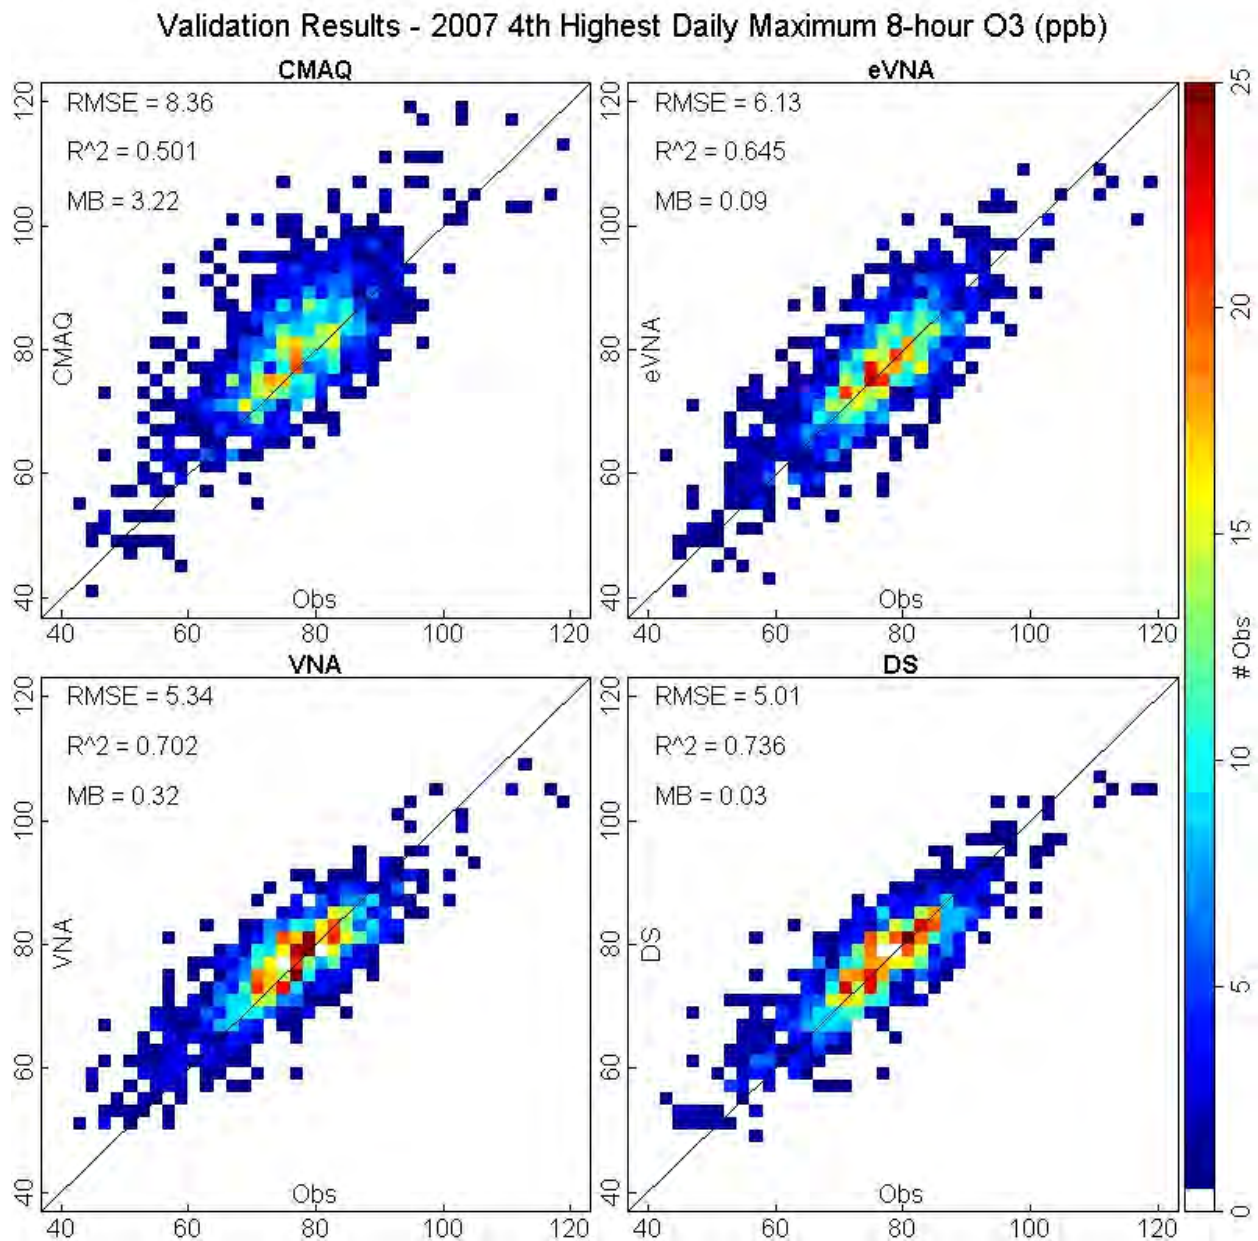 Validation Results - 2007 4th Highest Daily Maximum 8-hour O3 (ppb)
CMAQ
RMSE = 8.36
R^2 = 0.501
MB = 3.22
CMAQ
40 60 80 100 120
Obs
40 60 80 100 120
eVNA
RMSE = 6.13
R^2 = 0.645
MB = 0.09
eVNA
40 60 80 100 120
Obs
40 60 80 100 120
VNA
RMSE = 5.34
R^2 = 0.702
MB = 0.32
VNA
40 60 80 100 120
Obs
40 60 80 100 120
DS
RMSE = 5.01
R^2 = 0.736
MB = 0.03
DS
40 60 80 100 120
Obs
40 60 80 100 120
# Obs
0 5 10 15 20 25